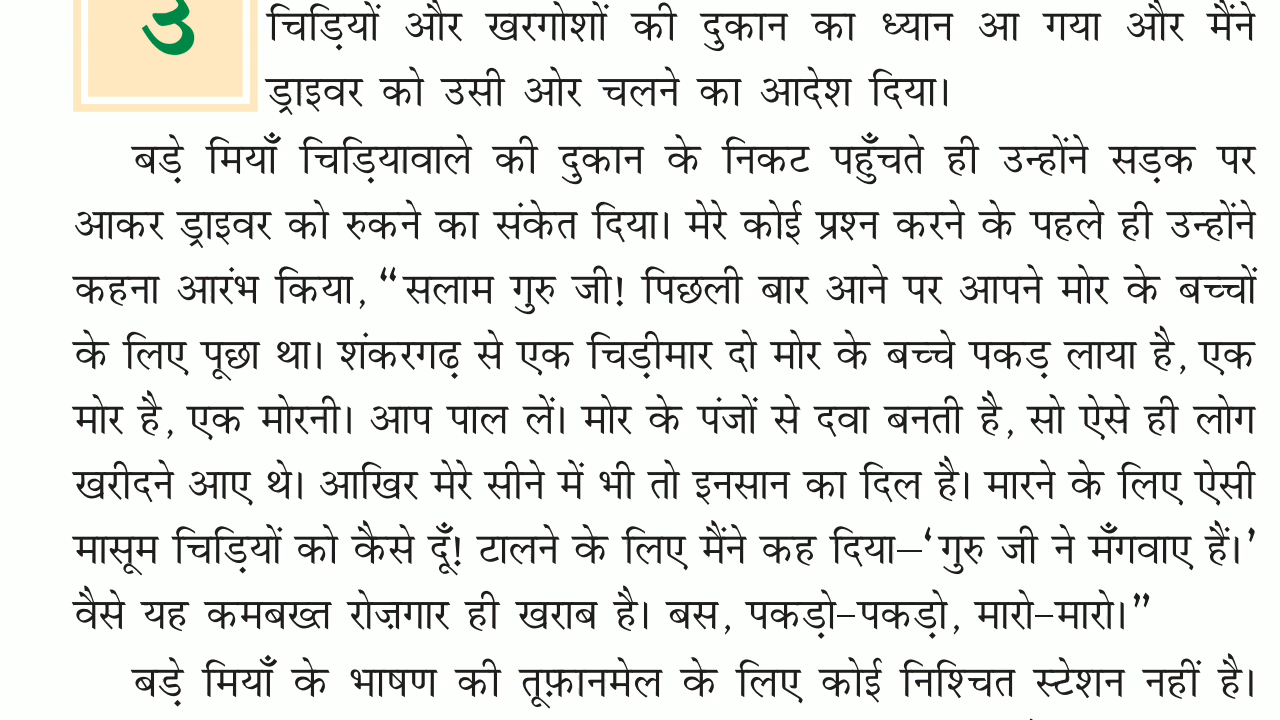 उ
चिड़ियों और खरगोशों की दुकान का ध्यान आ गया और मैंने
ड्राइवर को उसी ओर चलने का आदेश दिया।
बड़े मियाँ चिड़ियावाले की दुकान के निकट पहुँचते ही उन्होंने सड़क पर
आकर ड्राइवर को रुकने का संकेत दिया। मेरे कोई प्रश्न करने के पहले ही उन्होंने
कहना आरंभ किया, “सलाम गुरु जी! पिछली बार आने पर आपने मोर के बच्चों
के लिए पूछा था। शंकरगढ़ से एक चिड़ीमार दो मोर के बच्चे पकड़ लाया है, एक
मोर है, एक मोरनी। आप पाल लें। मोर के पंजों से दवा बनती है, सो ऐसे ही लोग
खरीदने आए थे। आखिर मेरे सीने में भी तो इनसान का दिल है। मारने के लिए ऐसी
मासूम चिड़ियों को कैसे दूँ! टालने के लिए मैंने कह दिया–‘गुरु जी ने मँगवाए हैं।’
वैसे यह कमबख्त रोज़गार ही खराब है। बस, पकड़ो-पकड़ो, मारो-मारो।”
बड़े मियाँ के भाषण की तूफ़ानमेल के लिए कोई निश्चित स्टेशन नहीं है।